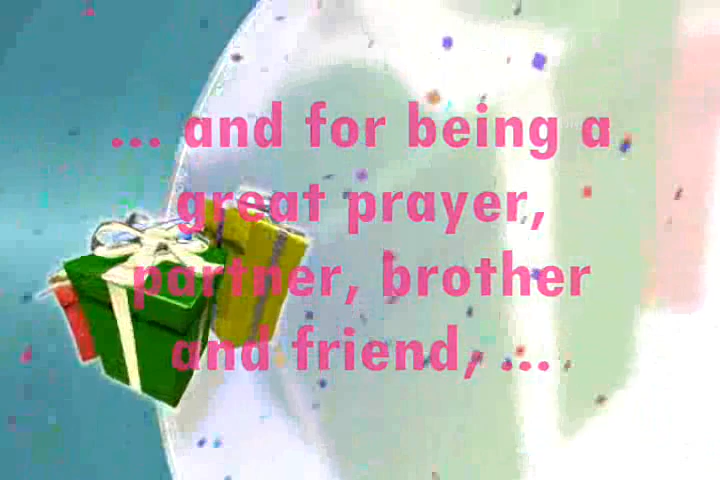 ... and for being a
great prayer,
partner, brother
and friend, ...